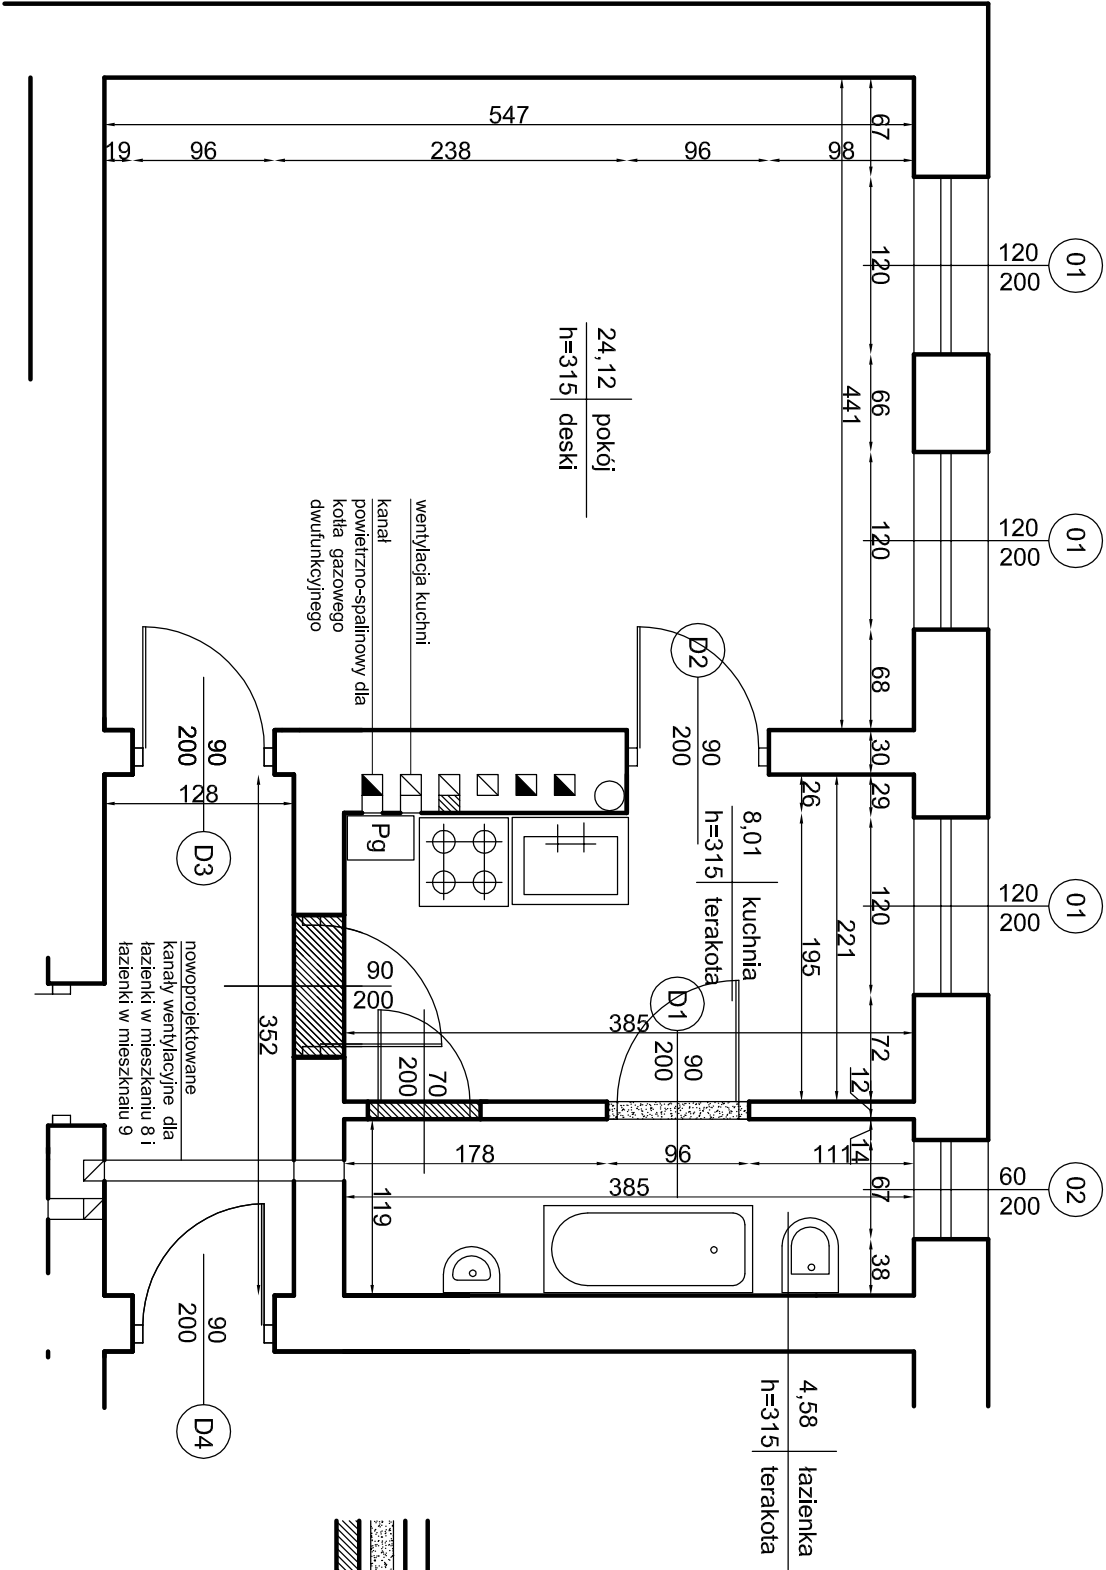 547
19
96
238
96
98
67
120
66
441
120
68
30
29
26
120
221
195
72
12
14
67
38
120
200
01
120
200
01
120
200
01
60
200
02
24,12 pokój
h=315 deski
wentylacja kuchni
kanał
powietrzno-spalinowy dla
kotła gazowego
dwufunkcyjnego
D2
90
200
90
200
D3
128
Pg
8,01 kuchnia
h=315 terakota
D1
90
200
385
90
200
70
200
352
nowoprojektowane
kanały wentylacyjne dla
łazienki w mieszkaniu 8 i
łazienki w mieszknaiu 9
178
96
111
385
119
90
200
D4
4,58 łazienka
h=315 terakota